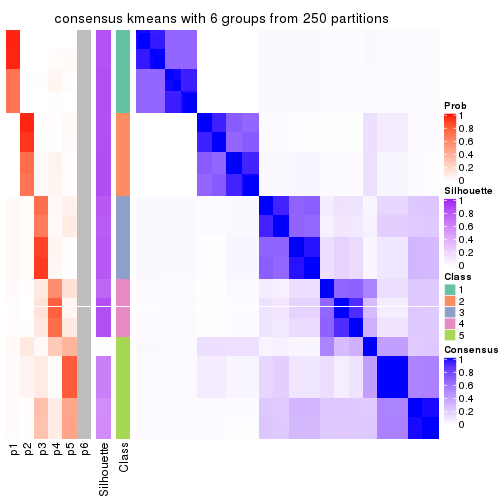 consensus kmeans with 6 groups from 250 partitions
Prob
1
0.8
0.6
0.4
0.2
0
Silhouette
1
0.8
0.6
0.4
0.2
0
Class
1
2
3
4
5
Consensus
1
0.8
0.6
0.4
0.2
0
p1
p2
p3
p4
p5
p6
Silhouette
Class